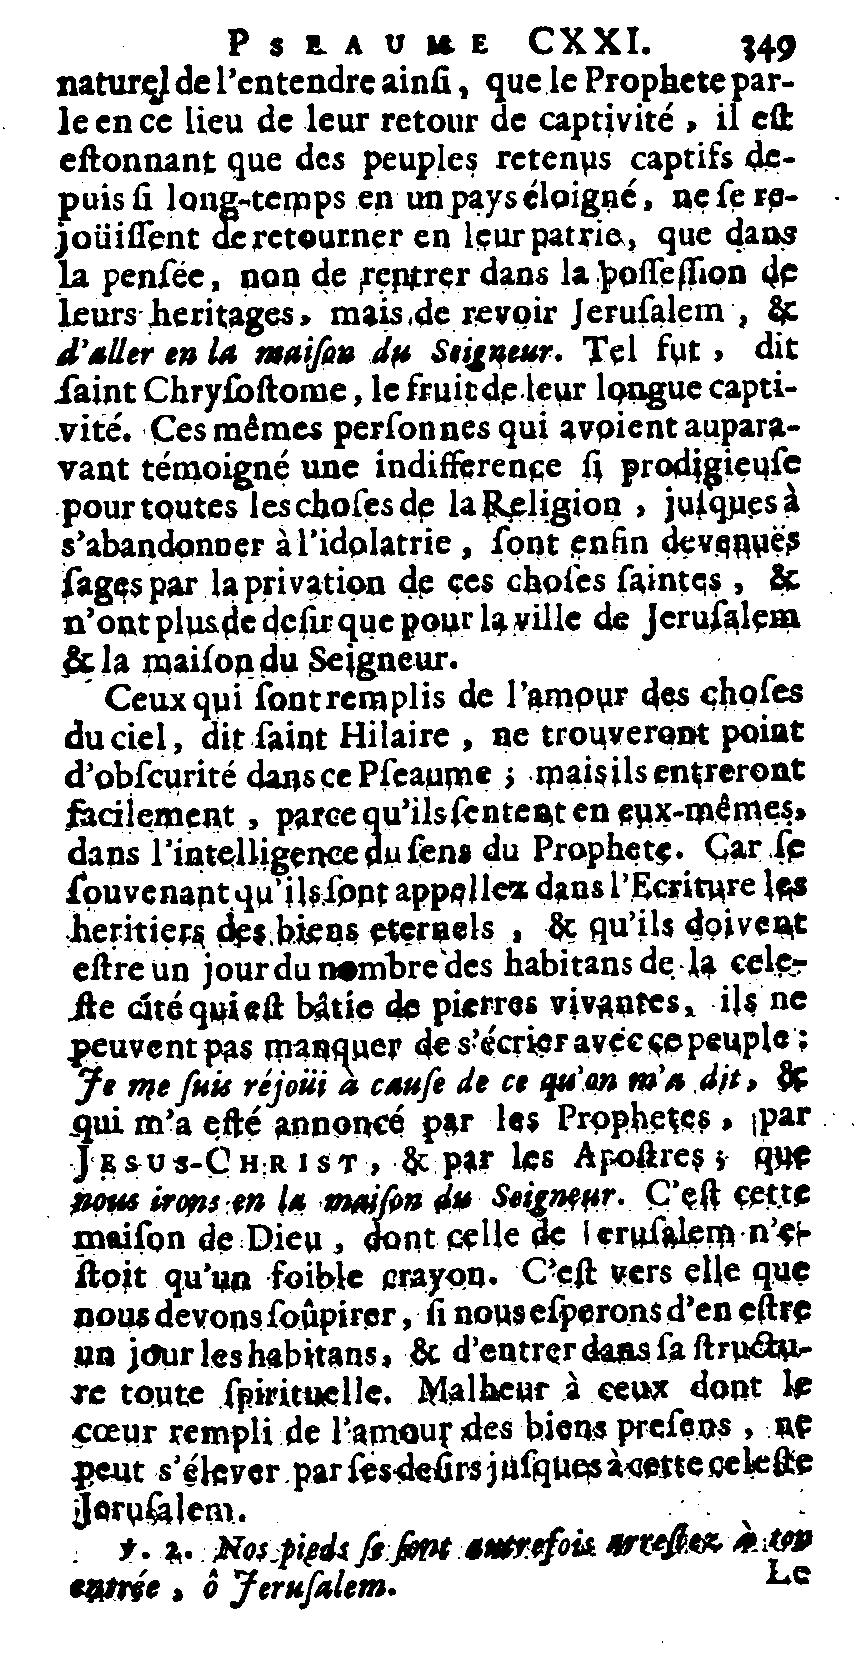 PSEAUME CXXI. 349
naturel de l'entendre ainſi, que le Prophete par-
le en ce lieu de leur retour de captivité, il eſt
eſtonnant que des peuples retenus captifs de-
puis ſi long-temps en un pays éloigné, ne ſe re-
joüiſſent de retourner en leur patrie, que dans
la penſée, non de rentrer dans la poſſeſſion de
leurs heritages, mais de revoir Jeruſalem, &
d'aller en la maiſon du Seigneur. Tel fut, dit
ſaint Chryſoſtome, le fruit de leur longue capti-
vité. Ces mêmes perſonnes qui avoient aupara-
vant témoigné une indifference ſi prodigieuſe
pour toutes les choſes de la Religion, juſques à
s'abandonner à l'idolatrie, ſont enfin devenuës
ſages par la privation de ces choſes ſaintes, &
n'ont plus de deſir que pour la ville de Jeruſalem
& la maiſon du Seigneur.
Ceux qui ſont remplis de l'amour des choſes
du ciel, dit ſaint Hilaire, ne trouveront point
d'obſcurité dans ce Pſeaume; mais ils entreront
facilement, parce qu'ils ſentent en eux-mêmes,
dans l'intelligence du ſens du Prophete. Car ſe
ſouvenant qu'ils ſont appellez dans l'Ecriture les
heritiers des biens eternels, & qu'ils doivent
eſtre un jour du nombre des habitans de la cele-
ſte cité qui eſt bâtie de pierres vivantes, ils ne
peuvent pas manquer de s'écrier avec ce peuple;
Je me ſuis réjoüi à cauſe de ce qu'on m'a dit, &
qui m'a eſté annoncé par les Prophetes, par
JESUS-CHRIST, & par les Apoſtres; que
nous irons en la maiſon du Seigneur. C'eſt cette
maiſon de Dieu, dont celle de Jeruſalem n'e-
ſtoit qu'un foible crayon. C'eſt vers elle que
nous devons ſoûpirer, ſi nous eſperons d'en eſtre
un jour les habitans, & d'entrer dans ſa ſtructu-
re toute ſpirituelle. Malheur à ceux dont le
cœur rempli de l'amour des biens preſens, ne
peut s'élever par ſes deſirs juſques à cette celeſte
Jeruſalem.
℣. 2. Nos pieds ſe ſont autrefois arreſtez à ton
entrée, ô Jeruſalem.
Le